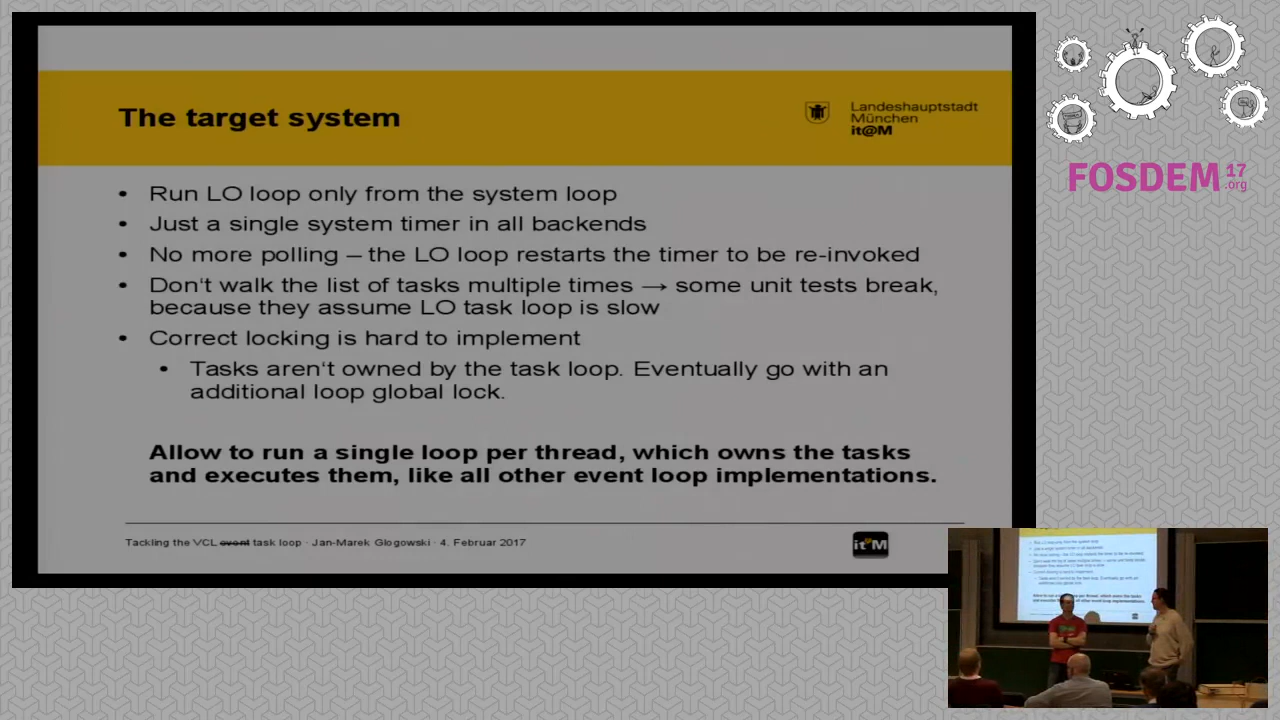 The target system
Landeshauptstadt
München
it@M
• Run LO loop only from the system loop
• Just a single system timer in all backends
• No more polling – the LO loop restarts the timer to be re-invoked
• Don't walk the list of tasks multiple times → some unit tests break,
because they assume LO task loop is slow
• Correct locking is hard to implement
• Tasks aren't owned by the task loop. Eventually go with an
additional loop global lock.
Allow to run a single loop per thread, which owns the tasks
and executes them, like all other event loop implementations.
Tackling the VCL event task loop · Jan-Marek Glogowski · 4. Februar 2017
it@M
FOSDEM 17
.org